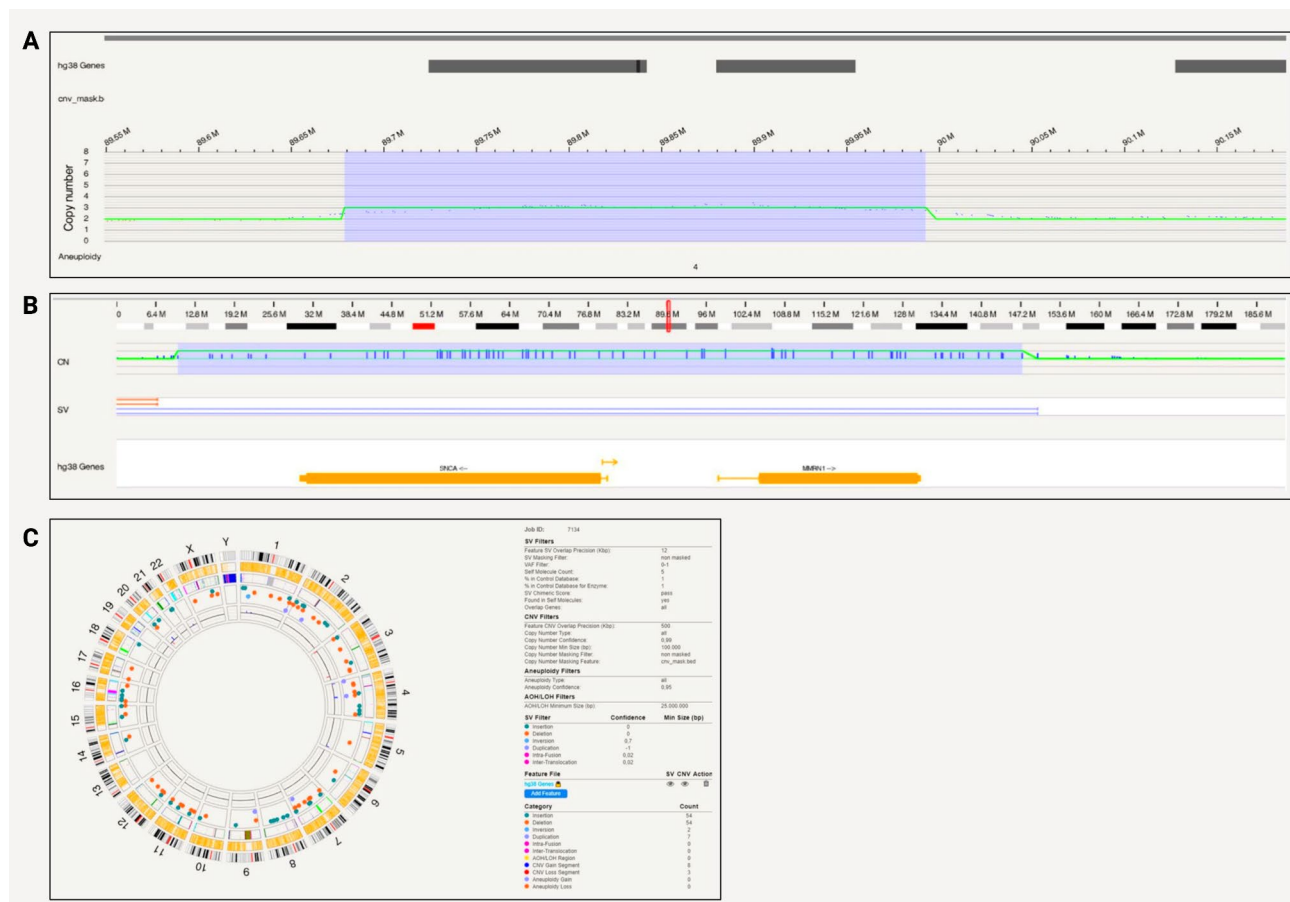 A
hg38 Genes
cnv_mask.b
89.55 M 89.6 M 89.65 M 89.7 M 89.75 M 89.8 M 89.85 M 89.9 M 89.95 M 90 M 90.05 M 90.1 M 90.15 M
Copy number
8
7
6
5
4
3
2
1
0
Aneuploidy
4
B
0 6.4 M 12.8 M 19.2 M 25.6 M 32 M 38.4 M 44.8 M 51.2 M 57.6 M 64 M 70.4 M 76.8 M 83.2 M 89.6 M 96 M 102.4 M 108.8 M 115.2 M 121.6 M 128 M 134.4 M 140.8 M 147.2 M 153.6 M 160 M 166.4 M 172.8 M 179.2 M 185.6 M
CN
SV
hg38 Genes
SNCA <-- MMRN1 -->
C
1
2
3
4
5
6
7
8
9
10
11
12
13
14
15
16
17
18
19
20
21
22
X
Y
Job ID: 7134
SV Filters
Feature SV Overlap Precision (Kbp): 12
SV Masking Filter: non masked
VAF Filter: 0-1
Self Molecule Count: 5
% in Control Database: 1
% in Control Database for Enzyme: 1
SV Chimeric Score: pass
Found in Self Molecules: yes
Overlap Genes: all
CNV Filters
Feature CNV Overlap Precision (Kbp): 500
Copy Number Type: all
Copy Number Confidence: 0,99
Copy Number Min Size (bp): 100.000
Copy Number Masking Filter: non masked
Copy Number Masking Feature: cnv_mask.bed
Aneuploidy Filters
Aneuploidy Type: all
Aneuploidy Confidence: 0,95
AOH/LOH Filters
AOH/LOH Minimum Size (bp): 25.000.000
SV Filter Confidence Min Size (bp)
Insertion 0
Deletion 0
Inversion 0.7
Duplication -1
Intra-Fusion 0.02
Inter-Translocation 0.02
Feature File SV CNV Action
hg38 Genes
Add Feature
Category Count
Insertion 54
Deletion 54
Inversion 2
Duplication 7
Intra-Fusion 0
Inter-Translocation 0
AOH/LOH Region 0
CNV Gain Segment
CNV Loss Segment 3
Aneuploidy Gain 0
Aneuploidy Loss 0